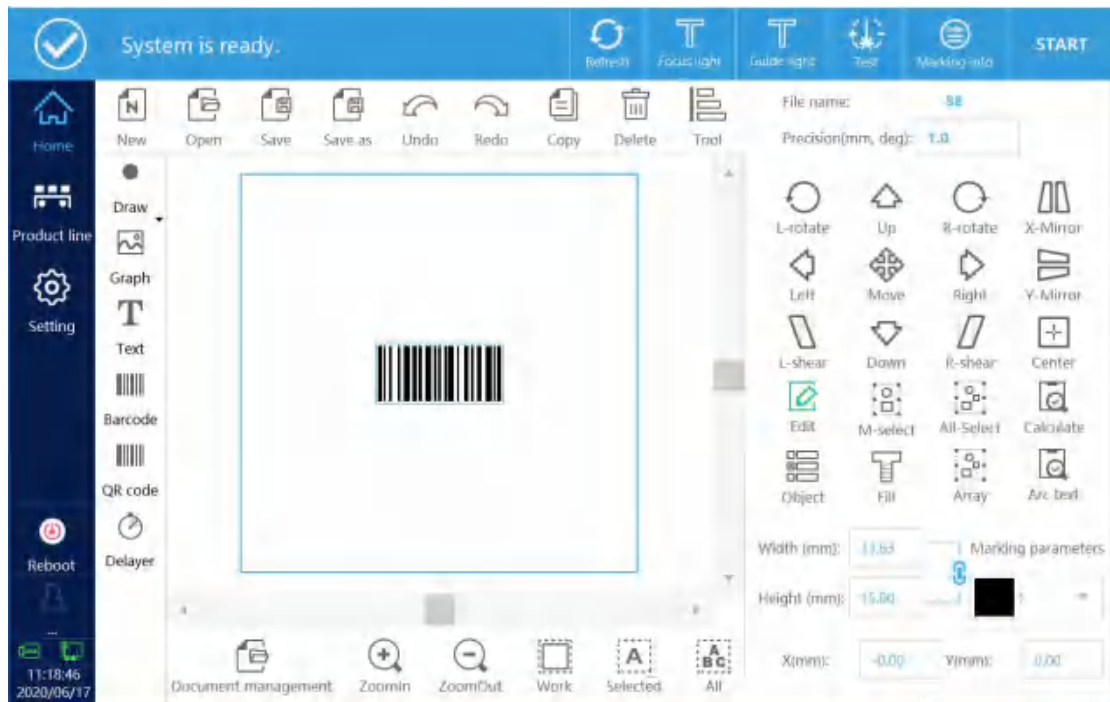 System is ready.
Refresh
Focus light
Guide light
Test
Marking info
START
Home
Product line
Setting
Reboot
...
11:18:46
2020/06/17
New
Open
Save
Save as
Undo
Redo
Copy
Delete
Tool
Draw
Graph
Text
Barcode
QR code
Delayer
Document management
Zoomin
ZoomOut
Work
Selected
All
File name:
Precision(mm, deg): 1.0
L-rotate
Up
R-rotate
X-Mirror
Left
Move
Right
Y-Mirror
L-shear
Down
R-shear
Center
Edit
M-select
All-Select
Calculate
Object
Fill
Array
Arc text
Width (mm):
Marking parameters
Height (mm): 15.00
X(mm): -0.00 Y(mm): 0.00